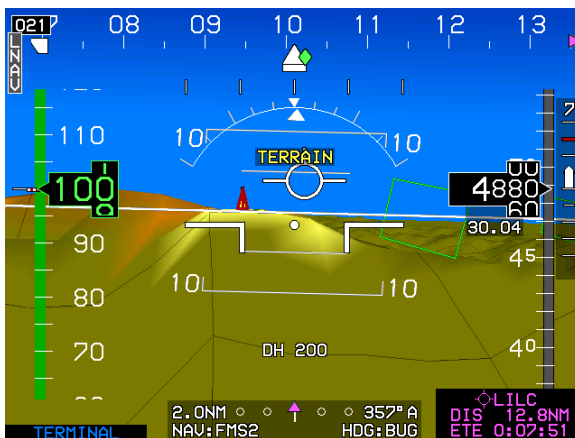 021
07 08 09 10 11 12 13
LNAV
110
100
90
80
70
10 10
TERRAIN
10 10
4880
30.04
45
40
7
DH 200
2.0NM 357° A
NAV:FMS2 HDG:BUG
TERMINAL
LILC
DIS 12.8NM
ETE 0:07:51